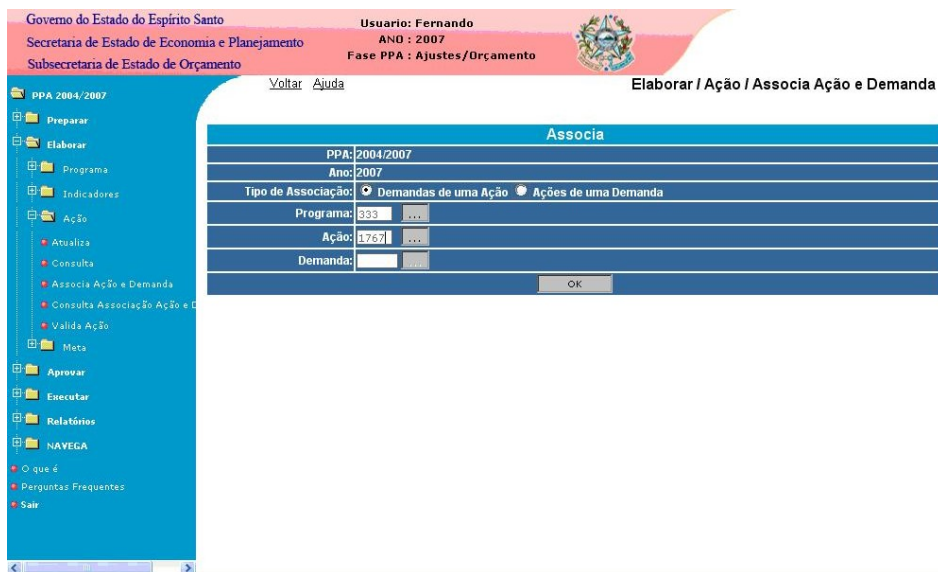 Governo do Estado do Espírito Santo
Secretaria de Estado de Economia e Planejamento
Subsecretaria de Estado de Orçamento
Usuario: Fernando
ANO : 2007
Fase PPA : Ajustes/Orçamento
Voltar Ajuda
Elaborar / Ação / Associa Ação e Demanda
PPA 2004/2007
Preparar
Elaborar
Programa
Indicadores
Ação
Atualiza
Consulta
Associa Ação e Demanda
Consulta Associação Ação e D
Valida Ação
Meta
Aprovar
Executar
Relatórios
NAVEGA
O que é
Perguntas Frequentes
Sair
Associa
PPA: 2004/2007
Ano: 2007
Tipo de Associação: Demandas de uma Ação Ações de uma Demanda
Programa: 333 ...
Ação: 1767 ...
Demanda: ...
OK